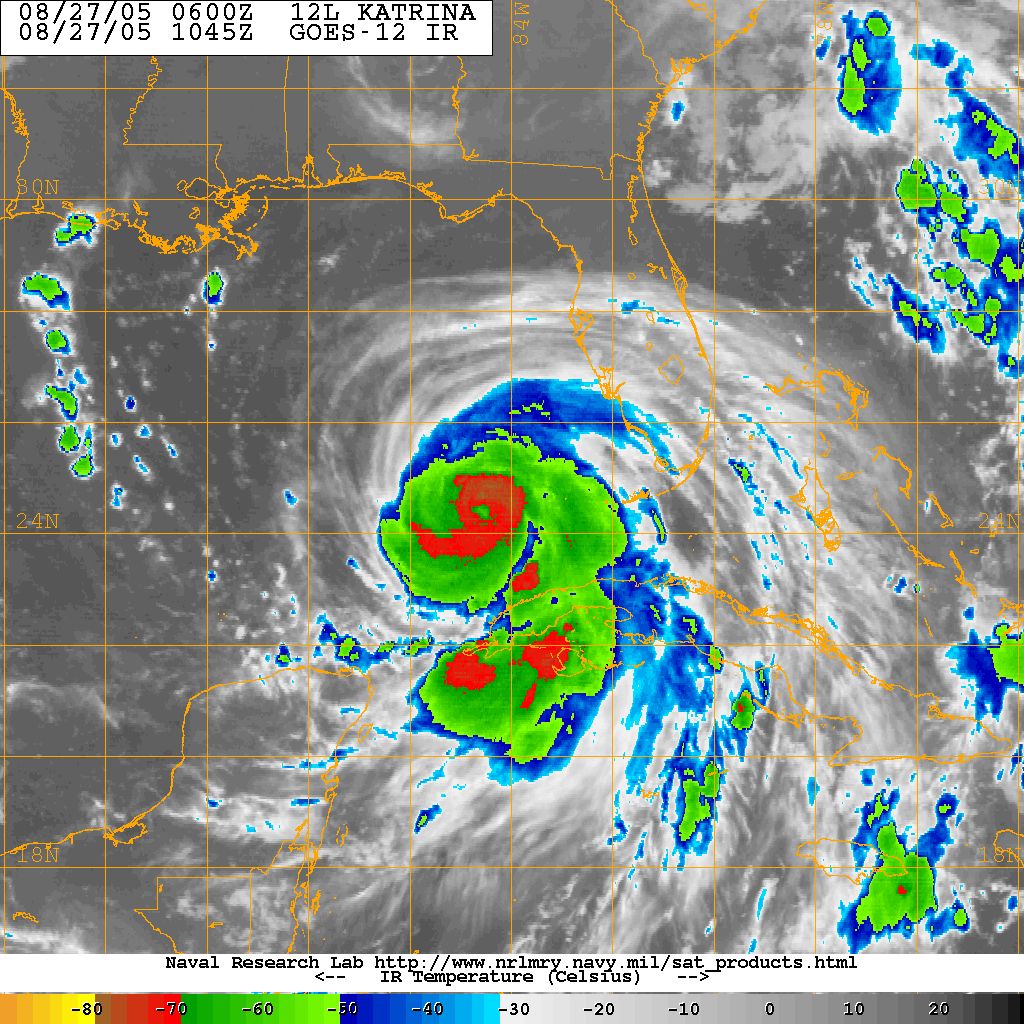 08/27/05 0600Z 12L KATRINA
08/27/05 1045Z GOES-12 IR
84W
30N
24N 24N
18N 18N
Naval Research Lab http://www.nrlmry.navy.mil/sat_products.html
<-- IR Temperature (Celsius) -->
-80 -70 -60 -50 -40 -30 -20 -10 0 10 20